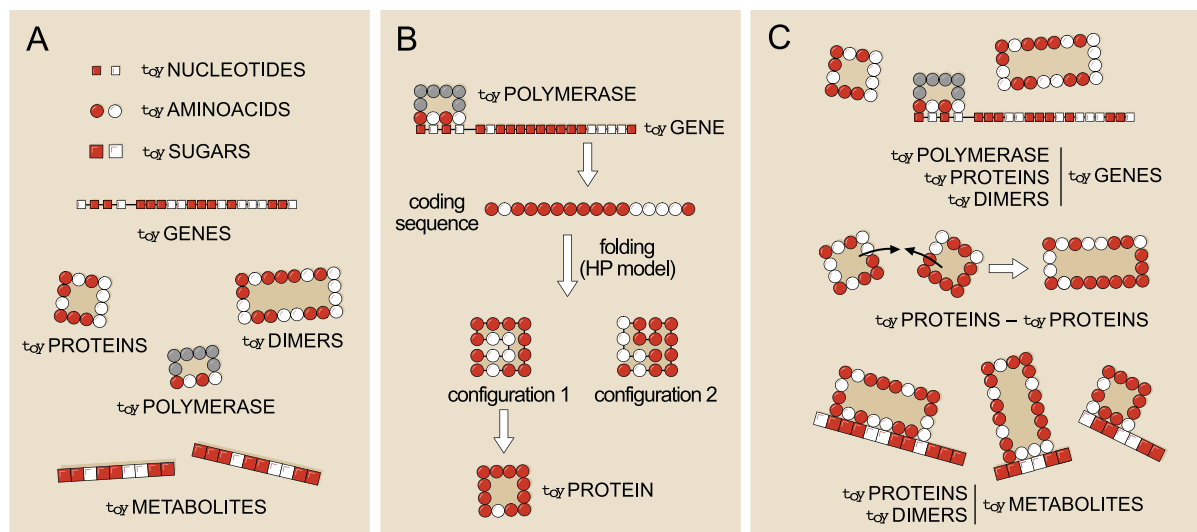 A
toy NUCLEOTIDES
toy AMINOACIDS
toy SUGARS
toy GENES
toy PROTEINS
toy DIMERS
toy POLYMERASE
toy METABOLITES
B
toy POLYMERASE
toy GENE
coding
sequence
folding
(HP model)
configuration 1
configuration 2
toy PROTEIN
C
toy POLYMERASE
toy PROTEINS
toy DIMERS
toy GENES
toy PROTEINS – toy PROTEINS
toy PROTEINS
toy DIMERS
toy METABOLITES